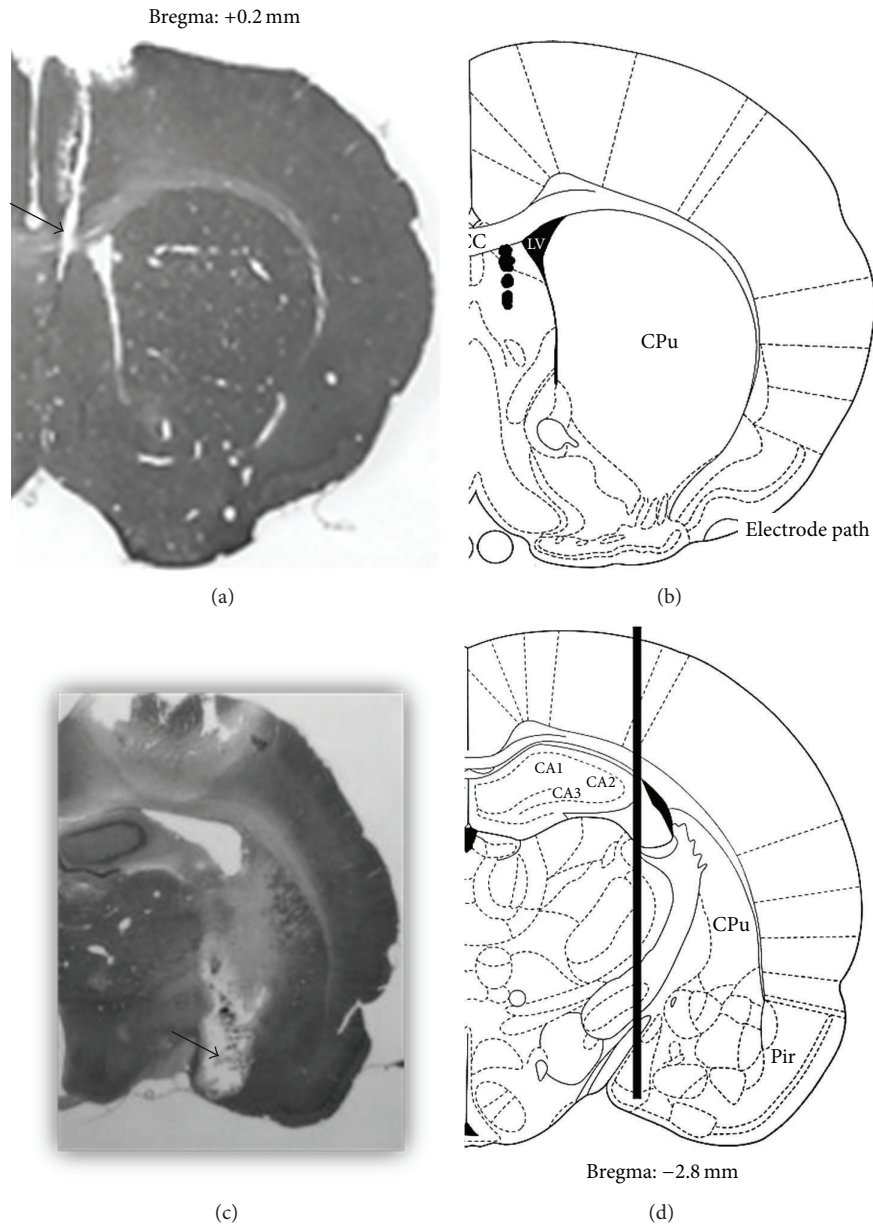 Bregma: +0.2 mm
CC
LV
CPu
Electrode path
(a)
(b)
CA1
CA2
CA3
CPu
Pir
Bregma: −2.8 mm
(c)
(d)